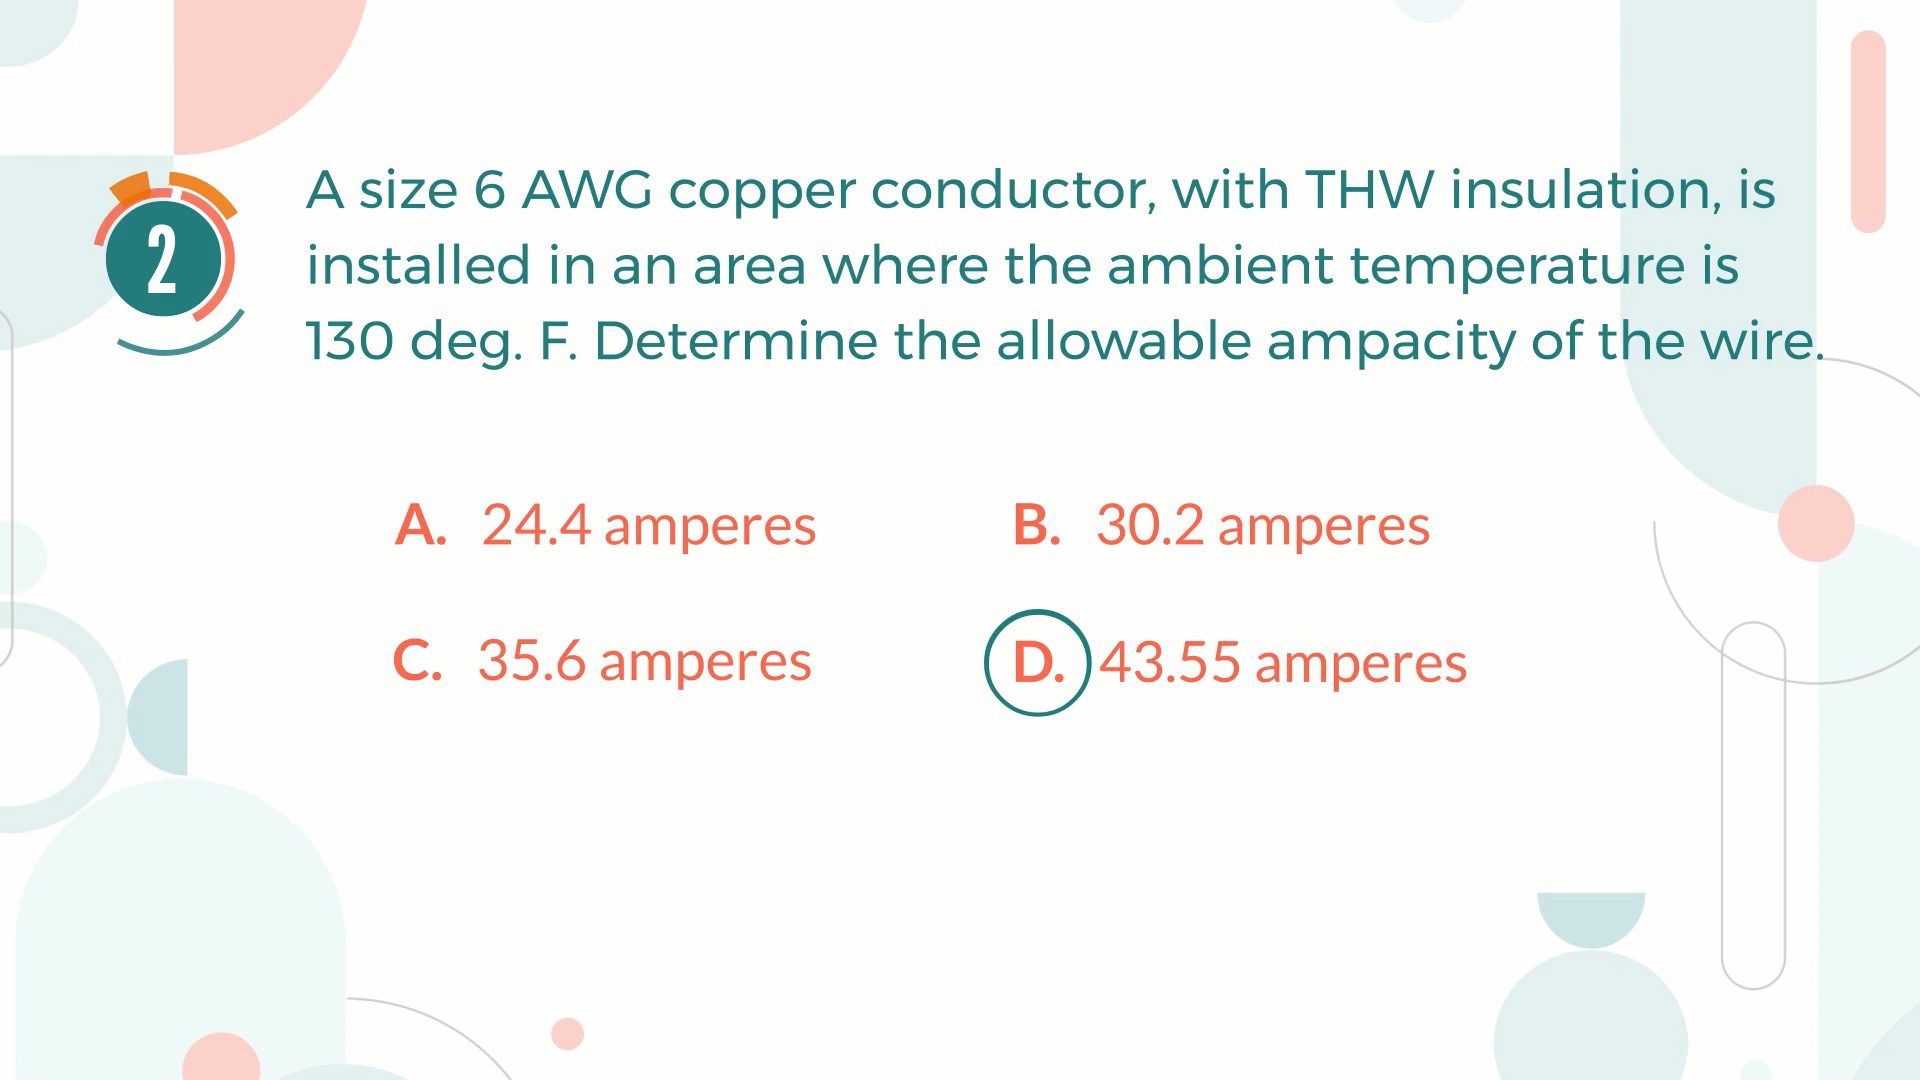 2
A size 6 AWG copper conductor, with THW insulation, is
installed in an area where the ambient temperature is
130 deg. F. Determine the allowable ampacity of the wire.
A. 24.4 amperes
B. 30.2 amperes
C. 35.6 amperes
D. 43.55 amperes